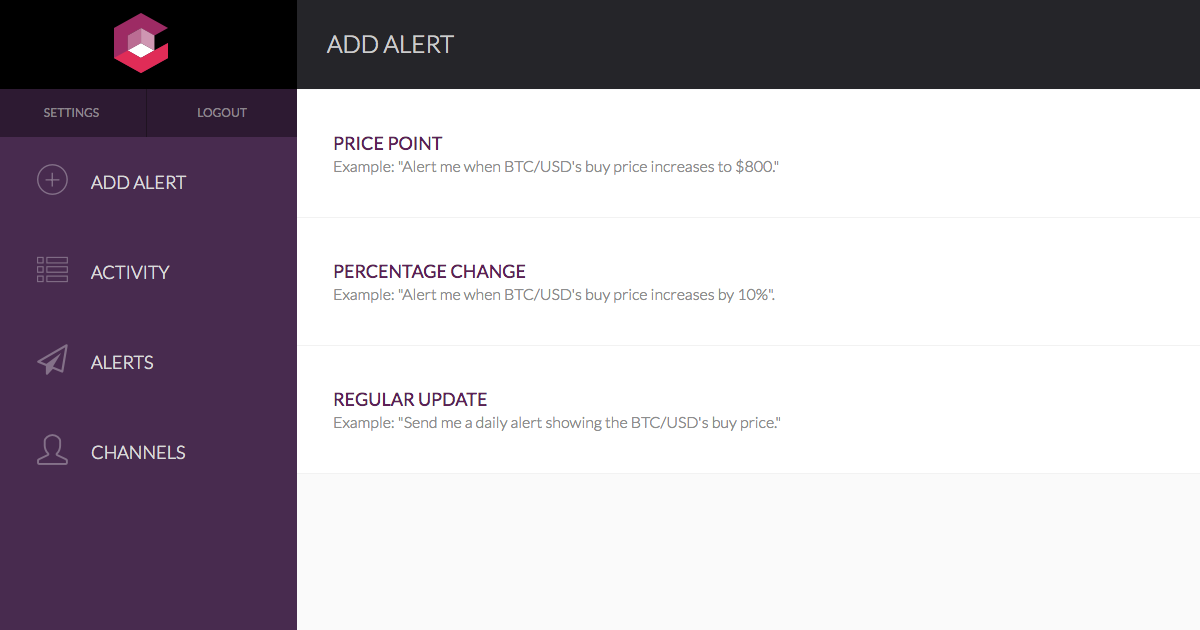 ADD ALERT
SETTINGS
LOGOUT
ADD ALERT
ACTIVITY
ALERTS
CHANNELS
PRICE POINT
Example: "Alert me when BTC/USD's buy price increases to $800."
PERCENTAGE CHANGE
Example: "Alert me when BTC/USD's buy price increases by 10%".
REGULAR UPDATE
Example: "Send me a daily alert showing the BTC/USD's buy price."